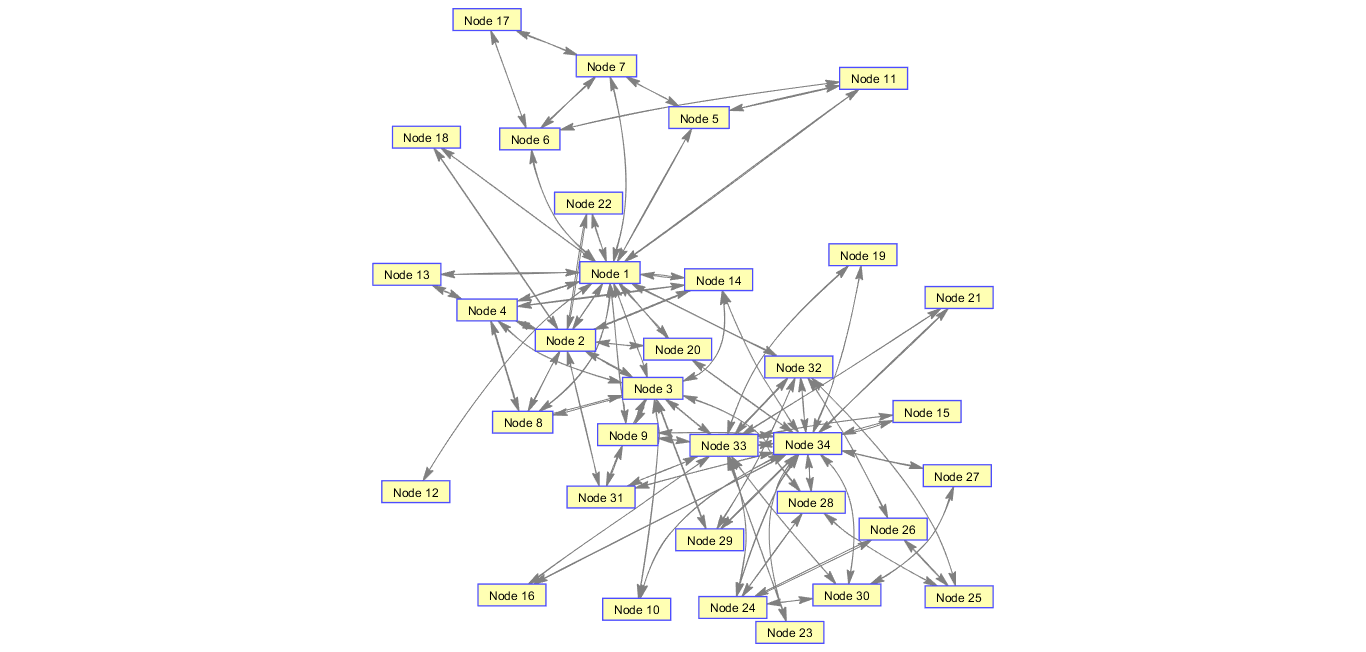 Node 17
Node 7
Node 11
Node 5
Node 18
Node 6
Node 22
Node 19
Node 13
Node 1
Node 14
Node 21
Node 4
Node 2
Node 20
Node 32
Node 3
Node 15
Node 8
Node 9
Node 33
Node 34
Node 27
Node 12
Node 31
Node 28
Node 26
Node 29
Node 16
Node 30
Node 25
Node 10
Node 24
Node 23